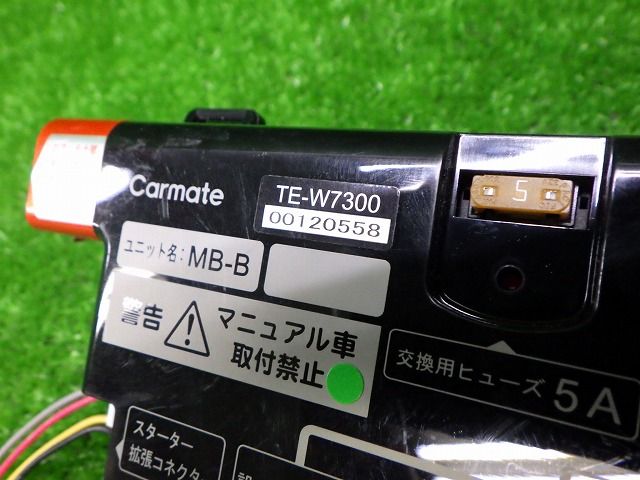 Carmate
TE-W7300
00120558
5
ユニット名: MB-B
警告 マニュアル車
取付禁止
交換用ヒューズ 5A
スターター
拡張コネクタ